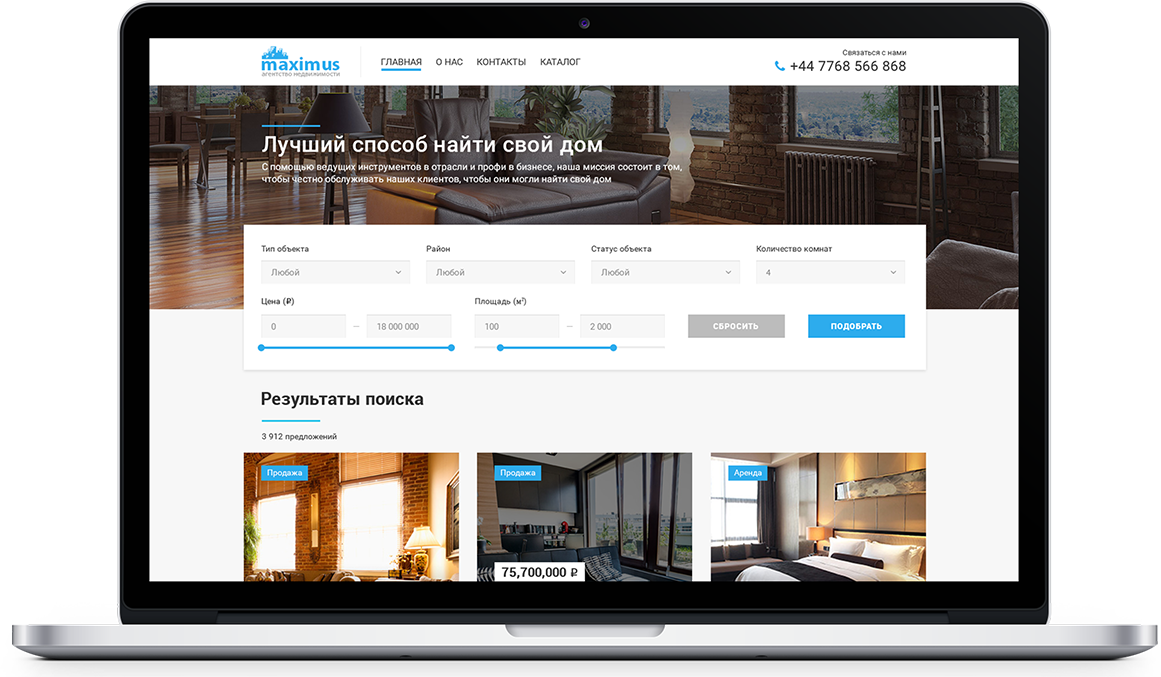 maximus
агентство недвижимости
ГЛАВНАЯ О НАС КОНТАКТЫ КАТАЛОГ
Связаться с нами
+44 7768 566 868
Лучший способ найти свой дом
С помощью ведущих инструментов в отрасли и профи в бизнесе, наша миссия состоит в том,
чтобы честно обслуживать наших клиентов, чтобы они могли найти свой дом
Тип объекта Район Статус объекта Количество комнат
Любой Любой Любой 4
Цена (₽) Площадь (м²)
0 — 18 000 000 100 — 2 000 СБРОСИТЬ ПОДОБРАТЬ
Результаты поиска
3 912 предложений
Продажа Продажа Аренда
75,700,000 ₽